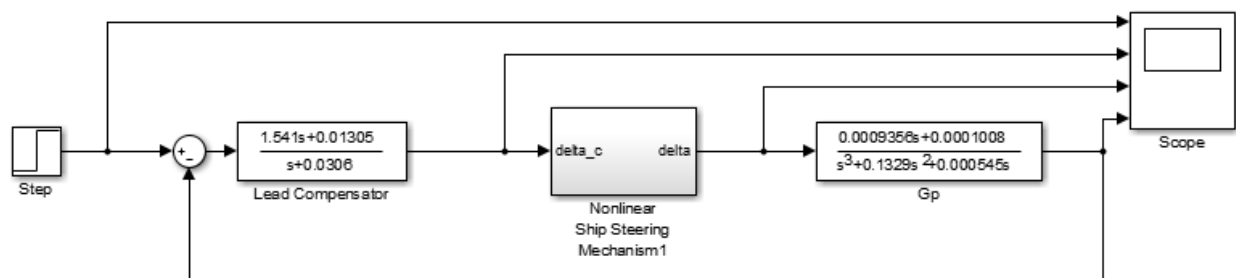 Step
+
-
1.541s+0.01305
s+0.0306
Lead Compensator
delta_c
delta
Nonlinear
Ship Steering
Mechanism1
0.0009356s+0.0001008
s³+0.1329s²+0.000545s
Gp
Scope